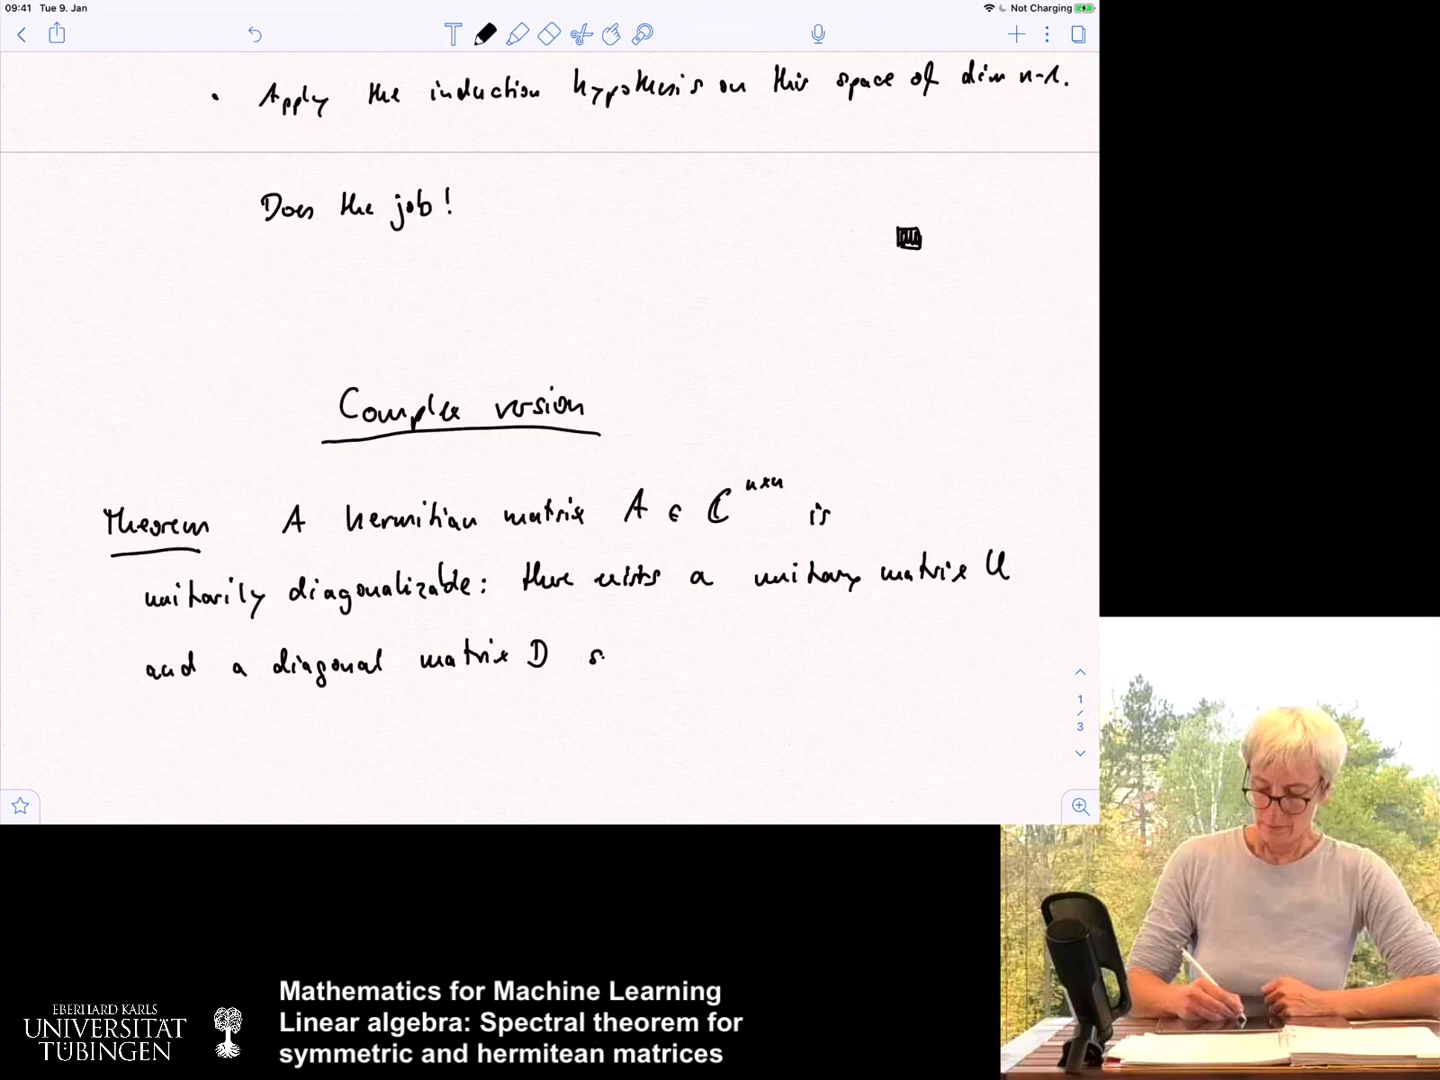 09:41 Tue 9. Jan
Not Charging
• Apply the induction hypothesis on this space of dim n-1.
Does the job!
Complex version
Theorem A hermitian matrix A ∈ ℂ^{n×n} is
unitarily diagonalizable: there exists a unitary matrix U
and a diagonal matrix D s.
1
/
3
EBERHARD KARLS
UNIVERSITÄT
TÜBINGEN
Mathematics for Machine Learning
Linear algebra: Spectral theorem for
symmetric and hermitean matrices